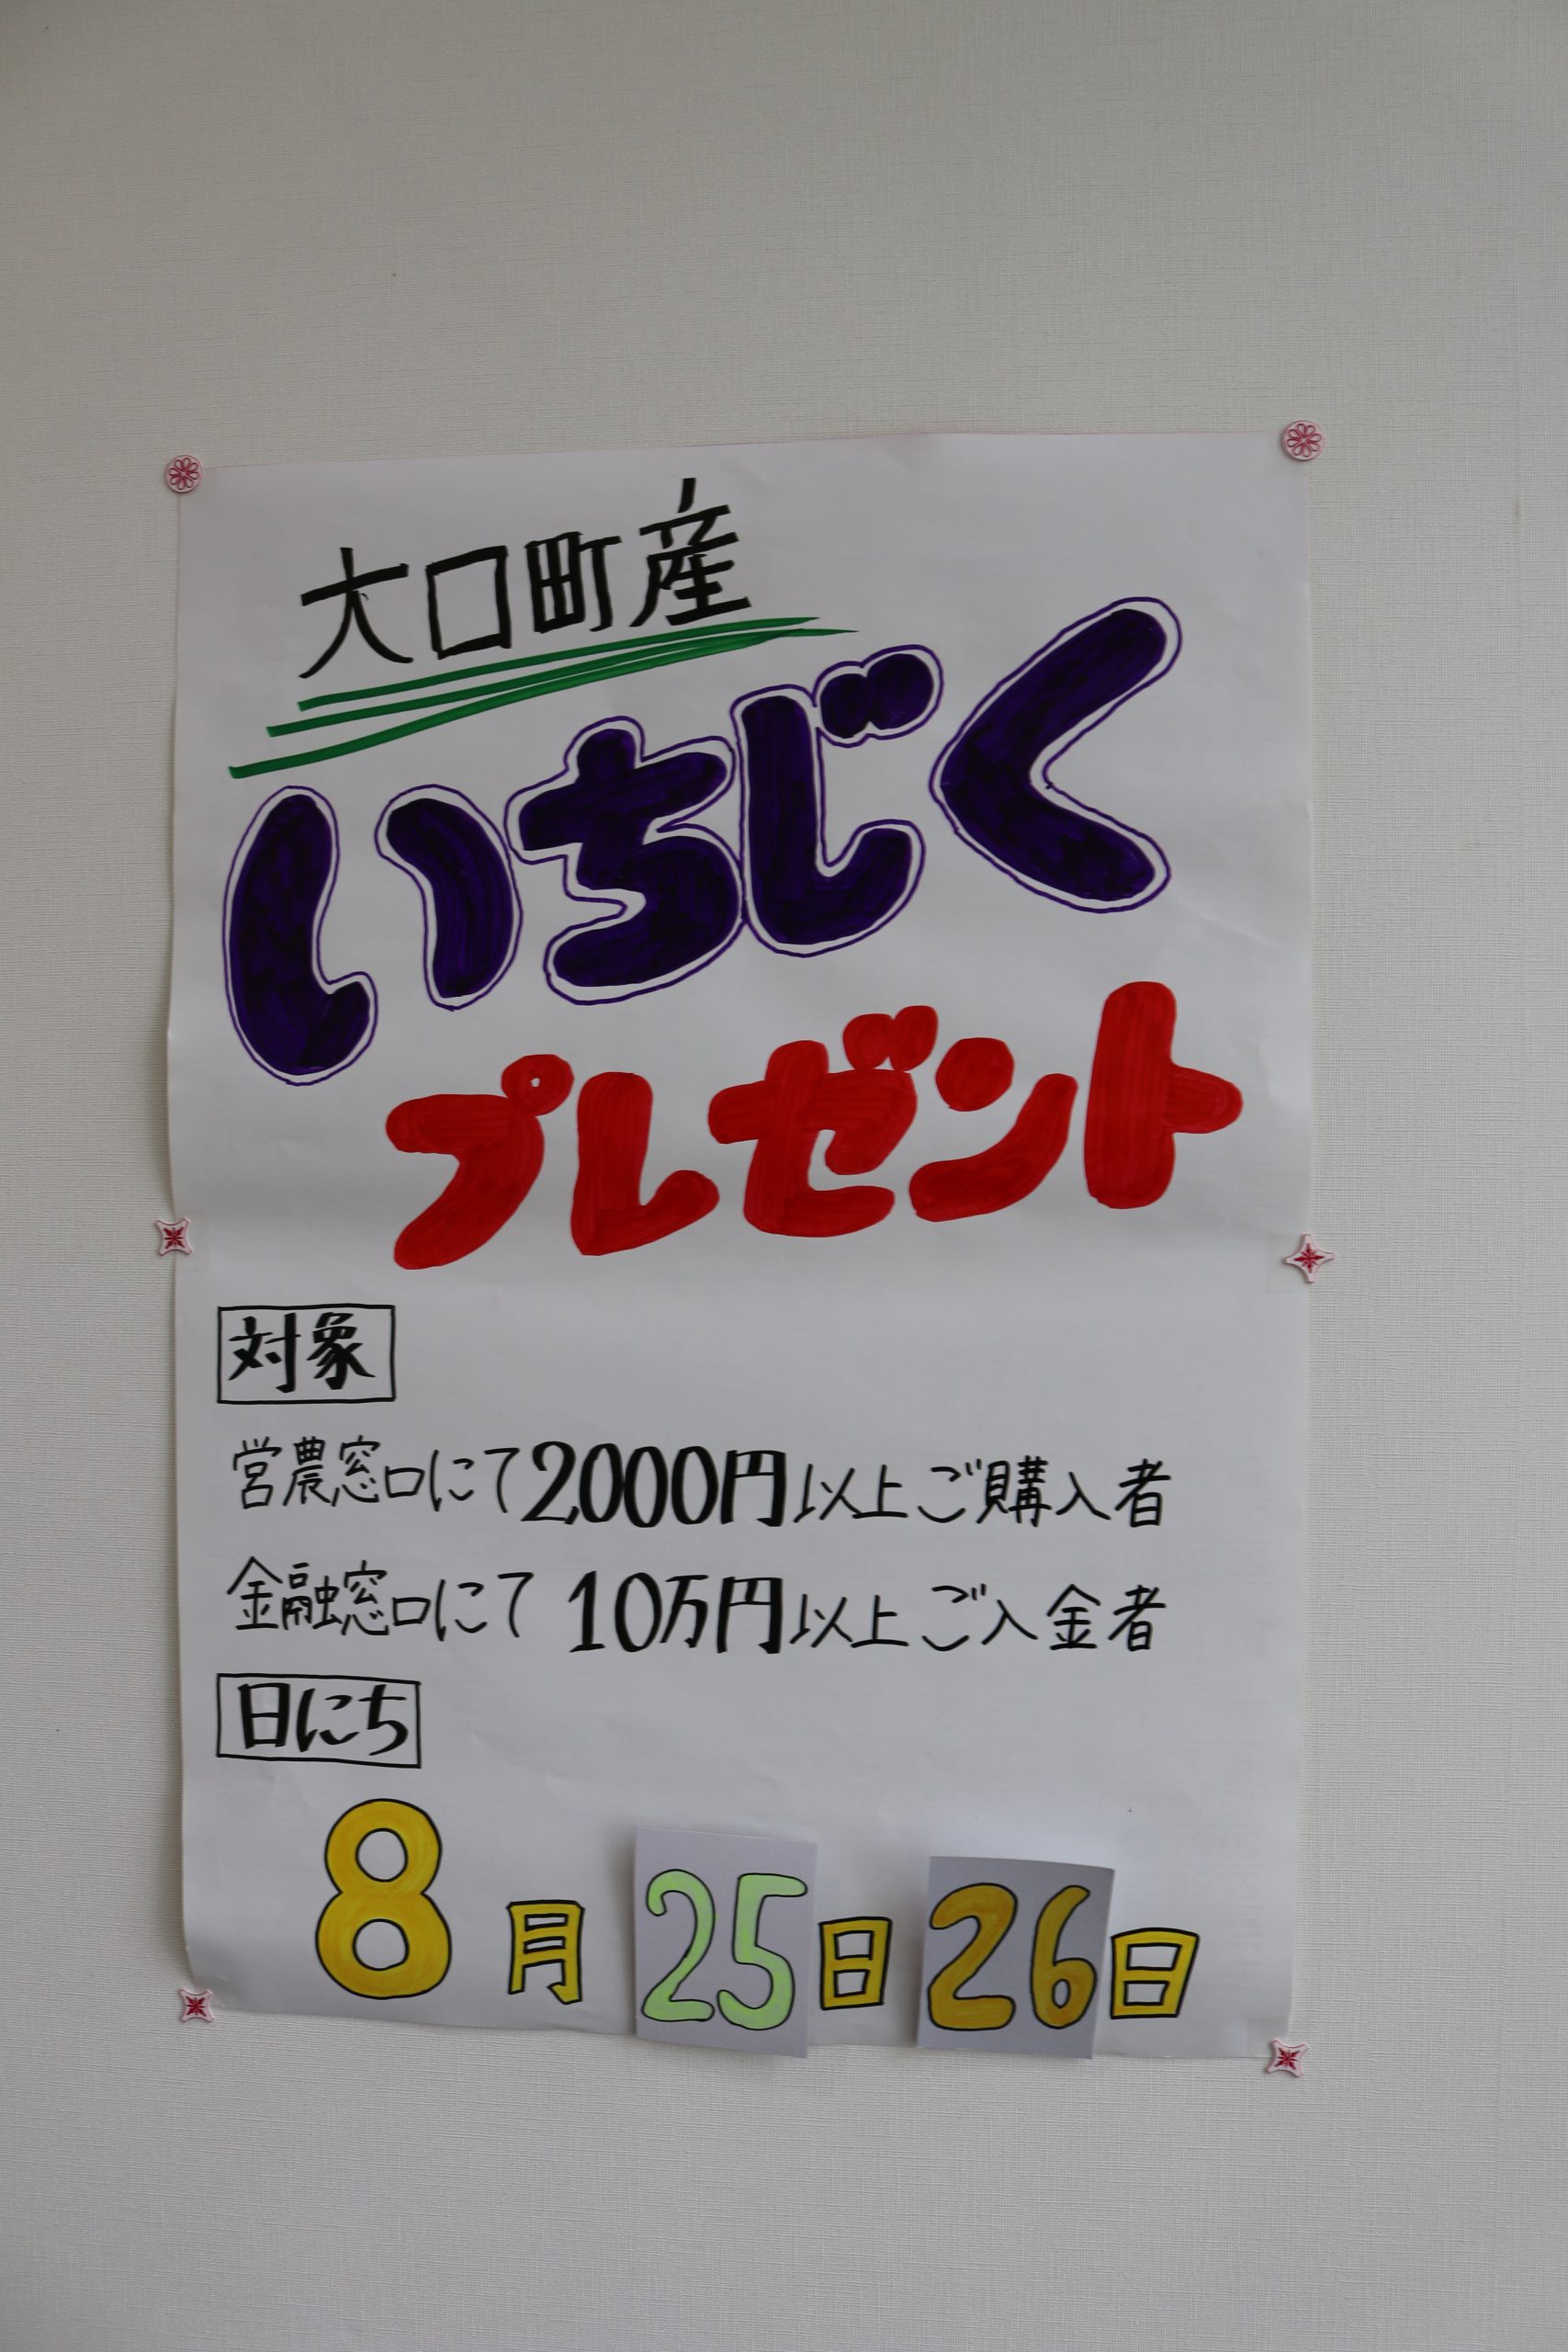 大口町産
いちじく
プレゼント
対象
営農窓口にて2,000円以上ご購入者
金融窓口にて10万円以上ご入金者
日にち
8月25日26日